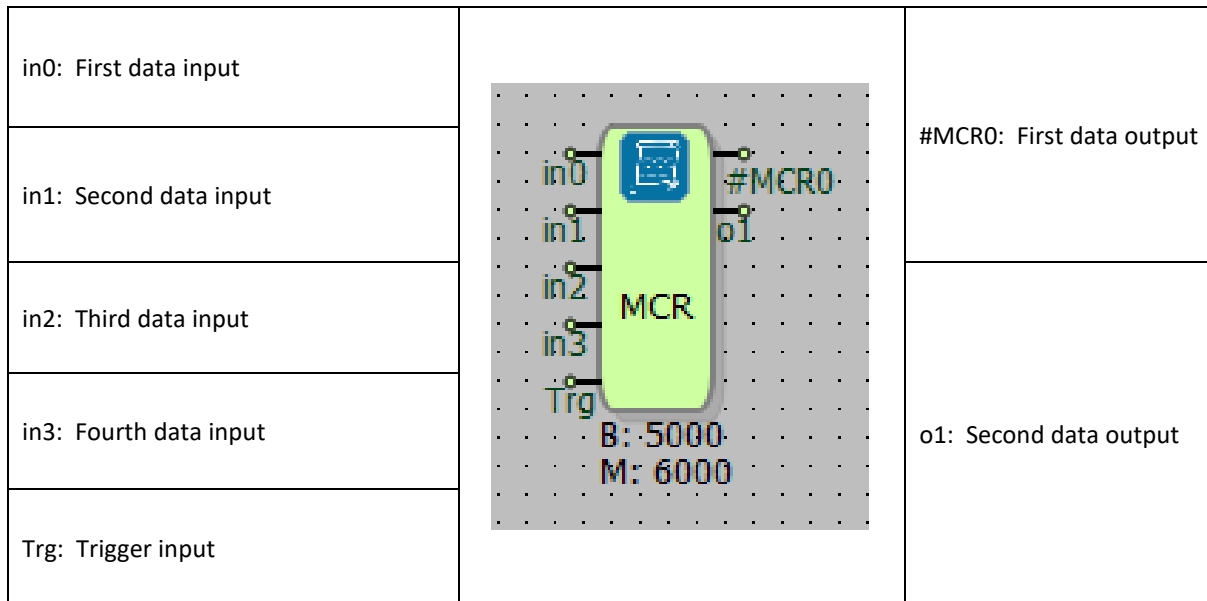 in0: First data input
in1: Second data input
in2: Third data input
in3: Fourth data input
Trg: Trigger input
in0
in1
in2
in3
Trg
MCR
#MCR0
o1
B: 5000
M: 6000
#MCR0: First data output
o1: Second data output